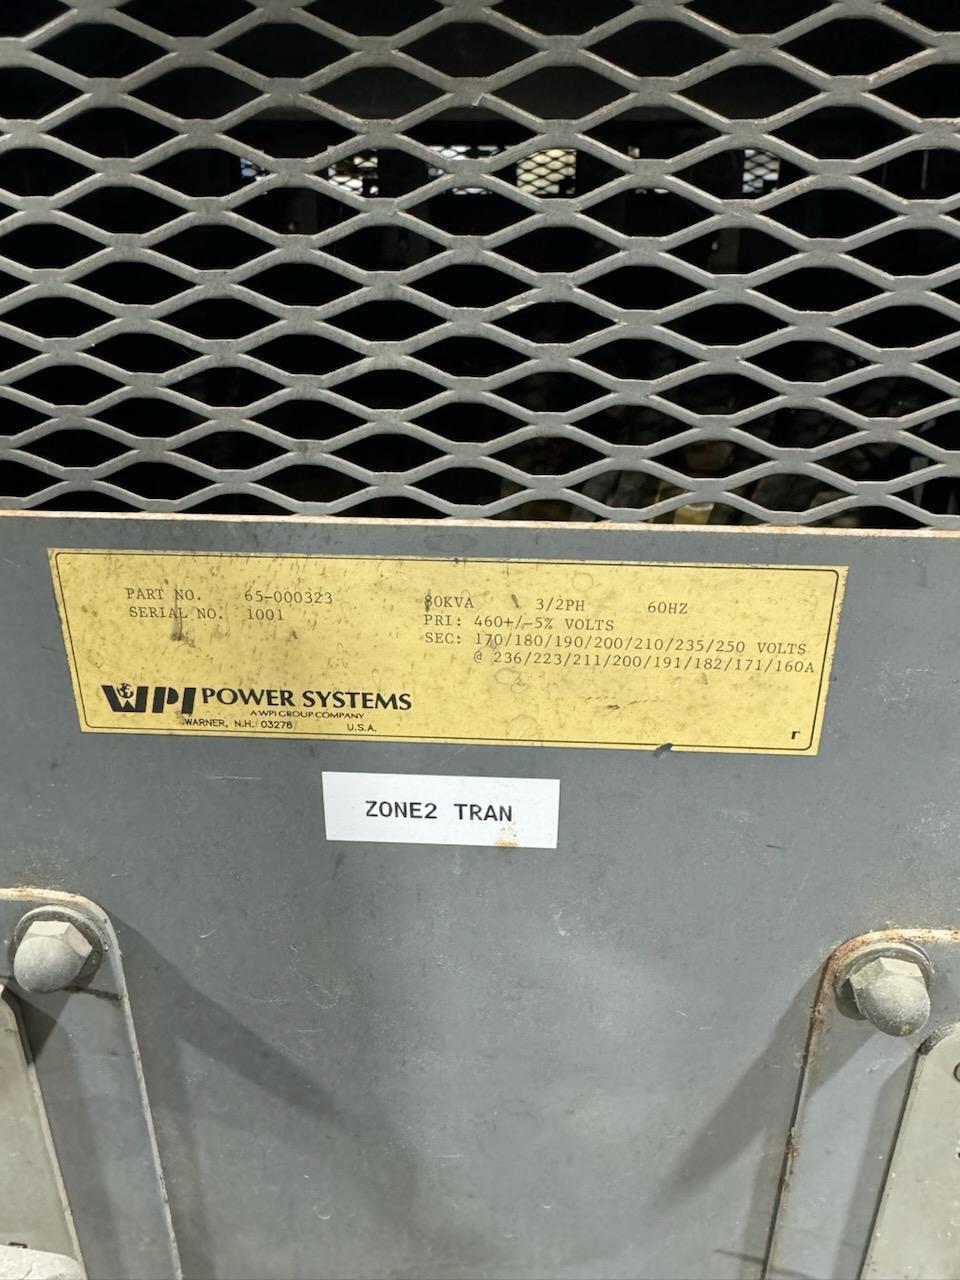 PART NO. 65-000323
SERIAL NO. 1001
80KVA 3/2PH 60HZ
PRI: 460+/-5% VOLTS
SEC: 170/180/190/200/210/235/250 VOLTS
@ 236/223/211/200/191/182/171/160A
WPI POWER SYSTEMS
A WPI GROUP COMPANY
WARNER, N.H. 03278 U.S.A.
r
ZONE2 TRAN